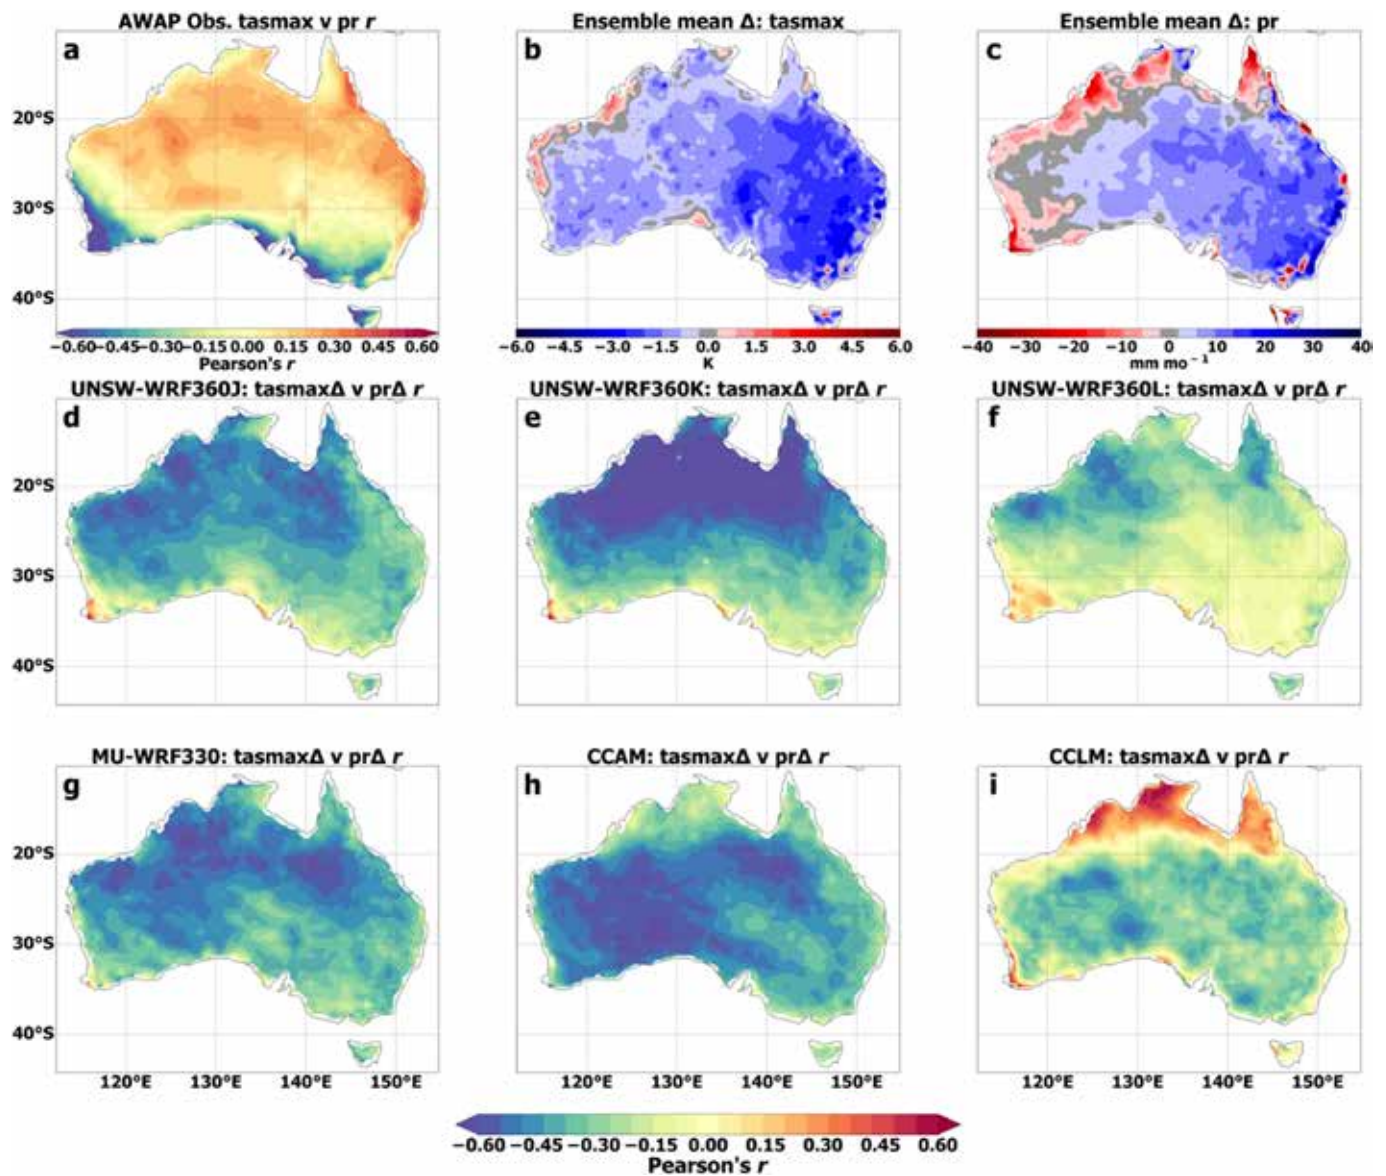 AWAP Obs. tasmax v pr r
Ensemble mean Δ: tasmax
Ensemble mean Δ: pr
a
b
c
20°S
30°S
40°S
−0.60 −0.45 −0.30 −0.15 0.00 0.15 0.30 0.45 0.60
Pearson's r
−6.0 −4.5 −3.0 −1.5 0.0 1.5 3.0 4.5 6.0
K
−40 −30 −20 −10 0 10 20 30 40
mm mo⁻¹
UNSW-WRF360J: tasmaxΔ v prΔ r
UNSW-WRF360K: tasmaxΔ v prΔ r
UNSW-WRF360L: tasmaxΔ v prΔ r
d
e
f
20°S
30°S
40°S
MU-WRF330: tasmaxΔ v prΔ r
CCAM: tasmaxΔ v prΔ r
CCLM: tasmaxΔ v prΔ r
g
h
i
20°S
30°S
40°S
120°E 130°E 140°E 150°E
120°E 130°E 140°E 150°E
120°E 130°E 140°E 150°E
−0.60 −0.45 −0.30 −0.15 0.00 0.15 0.30 0.45 0.60
Pearson's r